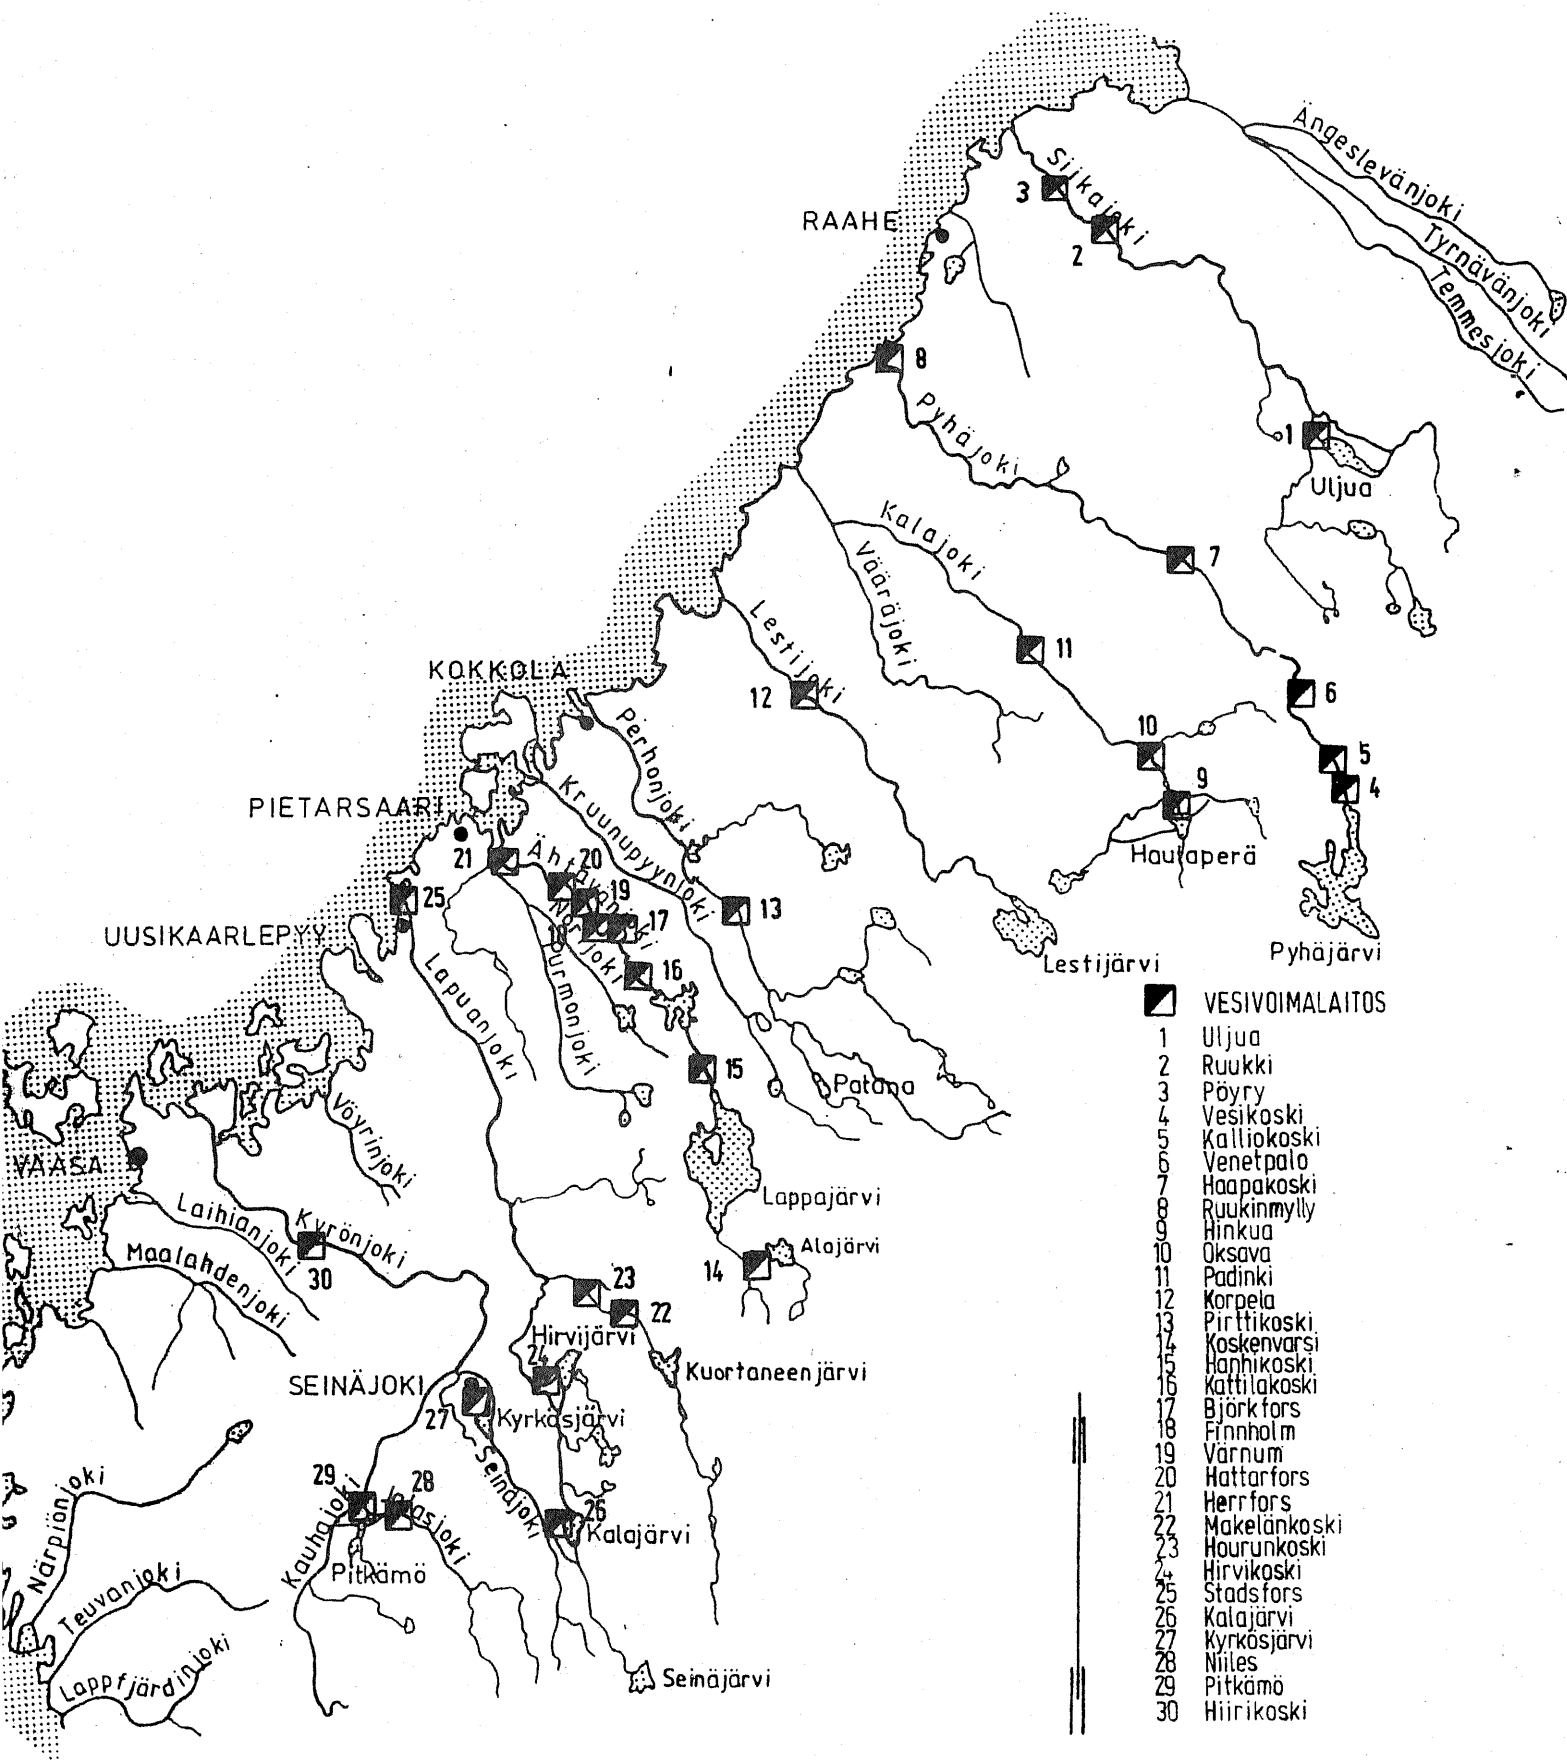 Ängeslevänjoki
Tyrnävänjoki
Temmesjoki
Siikajoki
3
2
RAAHE
8
Pyhäjoki
1
Uljua
Kalajoki
Vääräjoki
7
Lestijoki
11
12
6
KOKKOLA
Perhonjoki
10
5
9
4
Hautaperä
PIETARSAARI
Kruunupyynjoki
21
Ähtävänjoki
20
19
17
18
13
25
UUSIKAARLEPYY
Lapuanjoki
Purmonjoki
16
Lestijärvi
Pyhäjärvi
15
Patana
Vöyrinjoki
VAASA
Lappajärvi
Laihianjoki
Kyrönjoki
Maalahdenjoki
30
Alajärvi
14
23
22
Hirvijärvi
24
Kuortaneenjärvi
SEINÄJOKI
27
Kyrkösjärvi
Seinäjoki
29
28
26
Kauhajoki
Jalasjoki
Kalajärvi
Pitkämö
Närpiönjoki
Teuvanjoki
Lappfjärdinjoki
Seinäjärvi
VESIVOIMALAITOS
1 Uljua
2 Ruukki
3 Pöyry
4 Vesikoski
5 Kalliokoski
6 Venetpalo
7 Haapakoski
8 Ruukinmylly
9 Hinkua
10 Oksava
11 Padinki
12 Korpela
13 Pirttikoski
14 Koskenvarsi
15 Hanhikoski
16 Kattilakoski
17 Björkfors
18 Finnholm
19 Värnum
20 Hattarfors
21 Herrfors
22 Makelänkoski
23 Hourunkoski
24 Hirvikoski
25 Stadsfors
26 Kalajärvi
27 Kyrkösjärvi
28 Niiles
29 Pitkämö
30 Hiirikoski